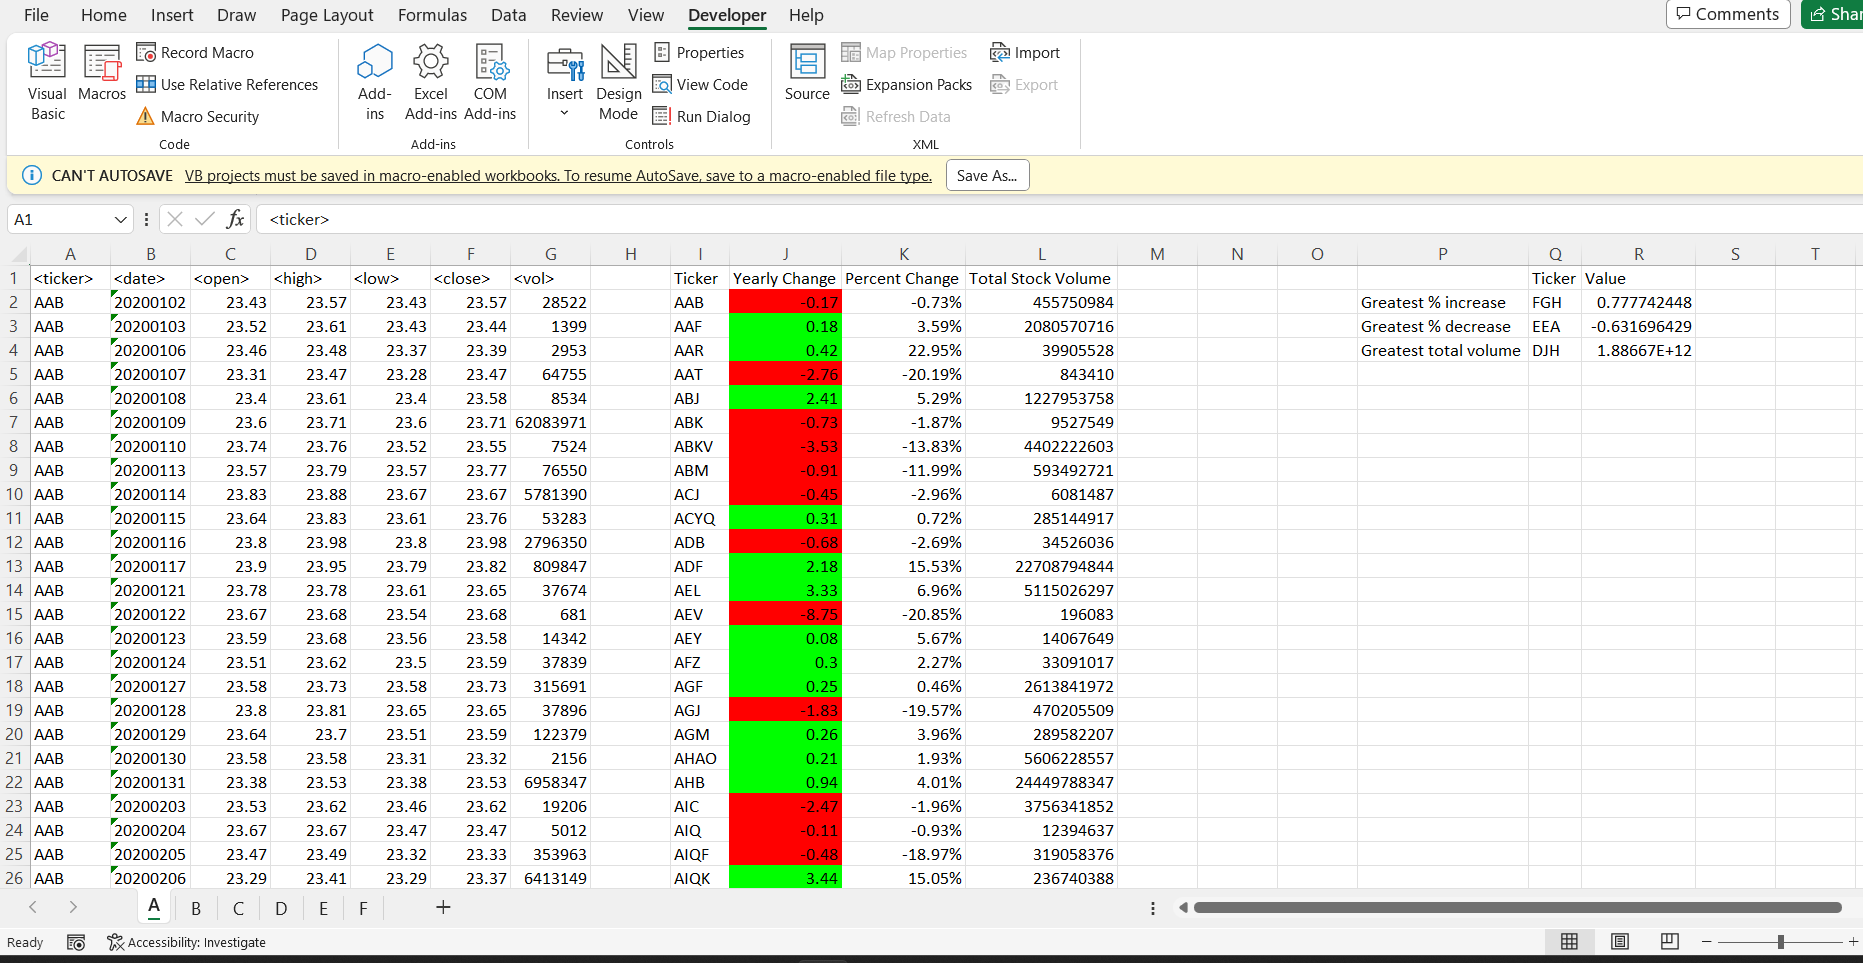 File Home Insert Draw Page Layout Formulas Data Review View Developer Help Comments
Visual Basic
Macros
Record Macro
Use Relative References
Macro Security
Code
Add-ins
Excel Add-ins
COM Add-ins
Add-ins
Insert
Design Mode
Properties
View Code
Run Dialog
Controls
Source
Map Properties
Expansion Packs
Refresh Data
Import
Export
XML
CAN'T AUTOSAVE VB projects must be saved in macro-enabled workbooks. To resume AutoSave, save to a macro-enabled file type. Save As...
A1 fx <ticker>
A B C D E F G H I J K L M N O P Q R S T
1 <ticker> <date> <open> <high> <low> <close> <vol> Ticker Yearly Change Percent Change Total Stock Volume Ticker Value
2 AAB 20200102 23.43 23.57 23.43 23.57 28522 AAB -0.17 -0.73% 455750984 Greatest % increase FGH 0.777742448
3 AAB 20200103 23.52 23.61 23.43 23.44 1399 AAF 0.18 3.59% 2080570716 Greatest % decrease EEA -0.631696429
4 AAB 20200106 23.46 23.48 23.37 23.39 2953 AAR 0.42 22.95% 39905528 Greatest total volume DJH 1.88667E+12
5 AAB 20200107 23.31 23.47 23.28 23.47 64755 AAT -2.76 -20.19% 843410
6 AAB 20200108 23.4 23.61 23.4 23.58 8534 ABJ 2.41 5.29% 1227953758
7 AAB 20200109 23.6 23.71 23.6 23.71 62083971 ABK -0.73 -1.87% 9527549
8 AAB 20200110 23.74 23.76 23.52 23.55 7524 ABKV -3.53 -13.83% 4402222603
9 AAB 20200113 23.57 23.79 23.57 23.77 76550 ABM -0.91 -11.99% 593492721
10 AAB 20200114 23.83 23.88 23.67 23.67 5781390 ACJ -0.45 -2.96% 6081487
11 AAB 20200115 23.64 23.83 23.61 23.76 53283 ACYQ 0.31 0.72% 285144917
12 AAB 20200116 23.8 23.98 23.8 23.98 2796350 ADB -0.68 -2.69% 34526036
13 AAB 20200117 23.9 23.95 23.79 23.82 809847 ADF 2.18 15.53% 22708794844
14 AAB 20200121 23.78 23.78 23.61 23.65 37674 AEL 3.33 6.96% 5115026297
15 AAB 20200122 23.67 23.68 23.54 23.68 681 AEV -8.75 -20.85% 196083
16 AAB 20200123 23.59 23.68 23.56 23.58 14342 AEY 0.08 5.67% 14067649
17 AAB 20200124 23.51 23.62 23.5 23.59 37839 AFZ 0.3 2.27% 33091017
18 AAB 20200127 23.58 23.73 23.58 23.73 315691 AGF 0.25 0.46% 2613841972
19 AAB 20200128 23.8 23.81 23.65 23.65 37896 AGJ -1.83 -19.57% 470205509
20 AAB 20200129 23.64 23.7 23.51 23.59 122379 AGM 0.26 3.96% 289582207
21 AAB 20200130 23.58 23.58 23.31 23.32 2156 AHAO 0.21 1.93% 5606228557
22 AAB 20200131 23.38 23.53 23.38 23.53 6958347 AHB 0.94 4.01% 24449788347
23 AAB 20200203 23.53 23.62 23.46 23.62 19206 AIC -2.47 -1.96% 3756341852
24 AAB 20200204 23.67 23.67 23.47 23.47 5012 AIQ -0.11 -0.93% 12394637
25 AAB 20200205 23.47 23.49 23.32 23.33 353963 AIQF -0.48 -18.97% 319058376
26 AAB 20200206 23.29 23.41 23.29 23.37 6413149 AIQK 3.44 15.05% 236740388
A B C D E F
Ready Accessibility: Investigate